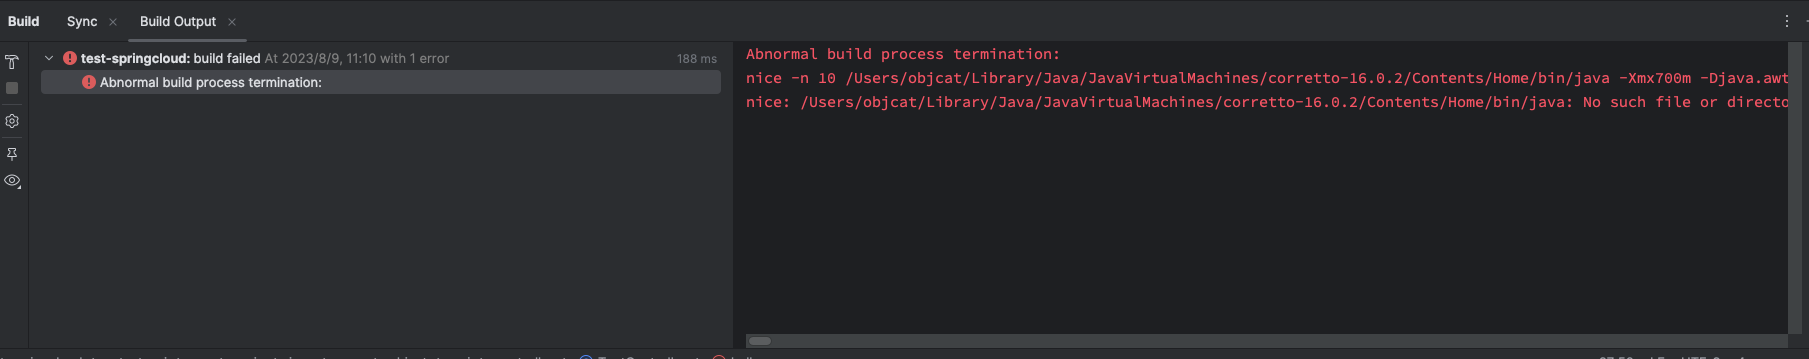 Build Sync Build Output
test-springcloud: build failed At 2023/8/9, 11:10 with 1 error 188 ms
Abnormal build process termination:
Abnormal build process termination:
nice -n 10 /Users/objcat/Library/Java/JavaVirtualMachines/corretto-16.0.2/Contents/Home/bin/java -Xmx700m -Djava.awt
nice: /Users/objcat/Library/Java/JavaVirtualMachines/corretto-16.0.2/Contents/Home/bin/java: No such file or directo